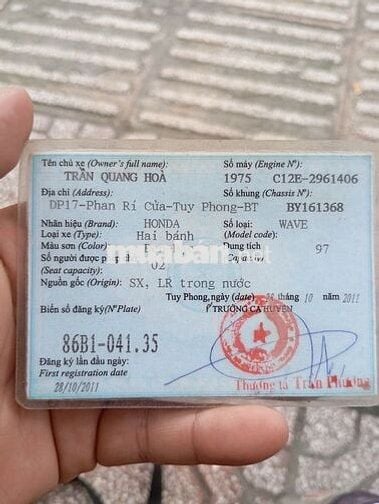 Tên chủ xe (Owner's full name): Số máy (Engine Nº):
TRẦN QUANG HOÀ 1975 C12E-2961406
Địa chỉ (Address): Số khung (Chassis Nº):
DP17-Phan Rí Cửa-Tuy Phong-BT BY161368
Nhãn hiệu (Brand): HONDA Số loại: WAVE
Loại xe (Type): Hai bánh (Model code):
Màu sơn (Color) Dung tích 97
Số người được p
(Seat capacity) 02
Nguồn gốc (Origin): SX, LR trong nước
Tuy Phong, ngày (date) tháng 10 năm 2011
Biển số đăng ký (Nº Plate) TRƯỞNG CA HUYỆN
86B1-041.35
Đăng ký lần đầu ngày:
First registration date
28/10/2011
Thượng tá Trần Phương